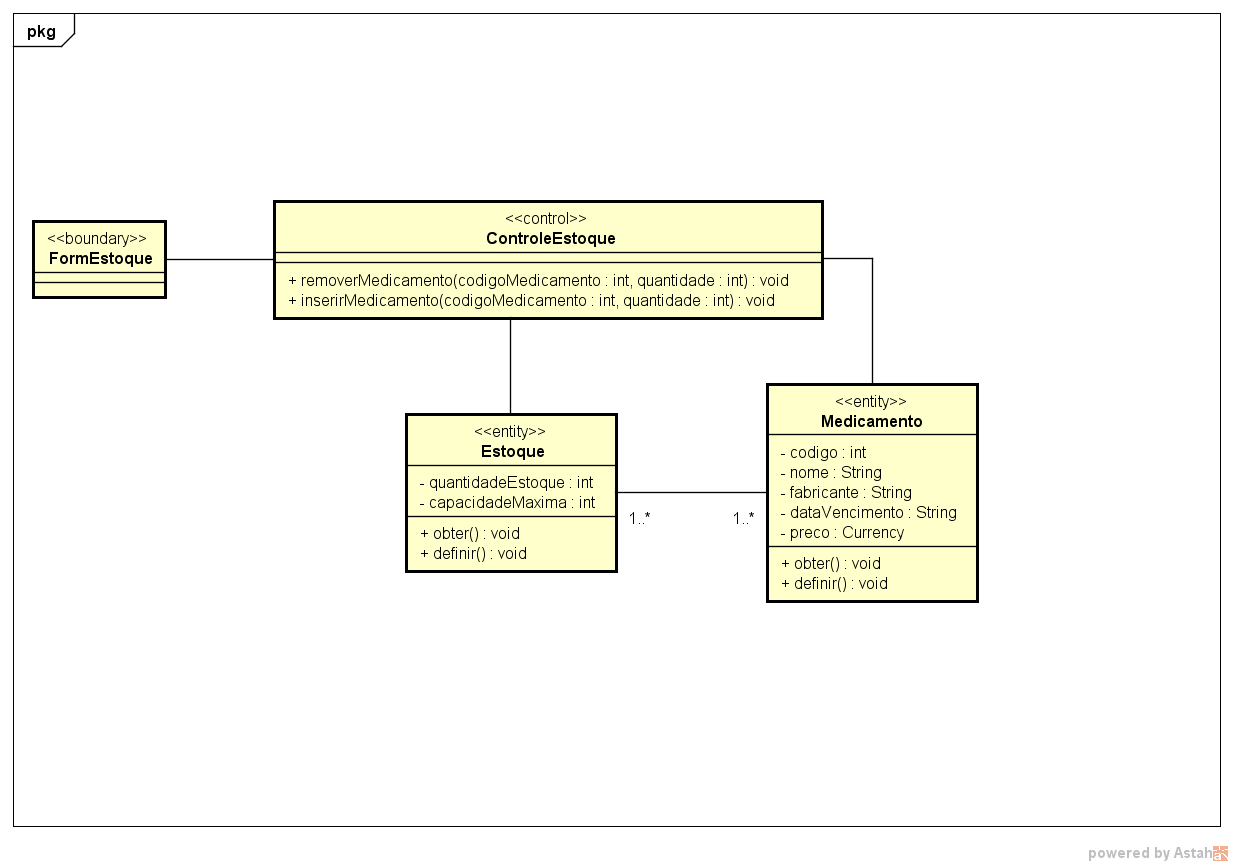 pkg
<<boundary>>
FormEstoque
<<control>>
ControleEstoque
+ removerMedicamento(codigoMedicamento : int, quantidade : int) : void
+ inserirMedicamento(codigoMedicamento : int, quantidade : int) : void
<<entity>>
Estoque
- quantidadeEstoque : int
- capacidadeMaxima : int
+ obter() : void
+ definir() : void
1..*
1..*
<<entity>>
Medicamento
- codigo : int
- nome : String
- fabricante : String
- dataVencimento : String
- preco : Currency
+ obter() : void
+ definir() : void
powered by Astah